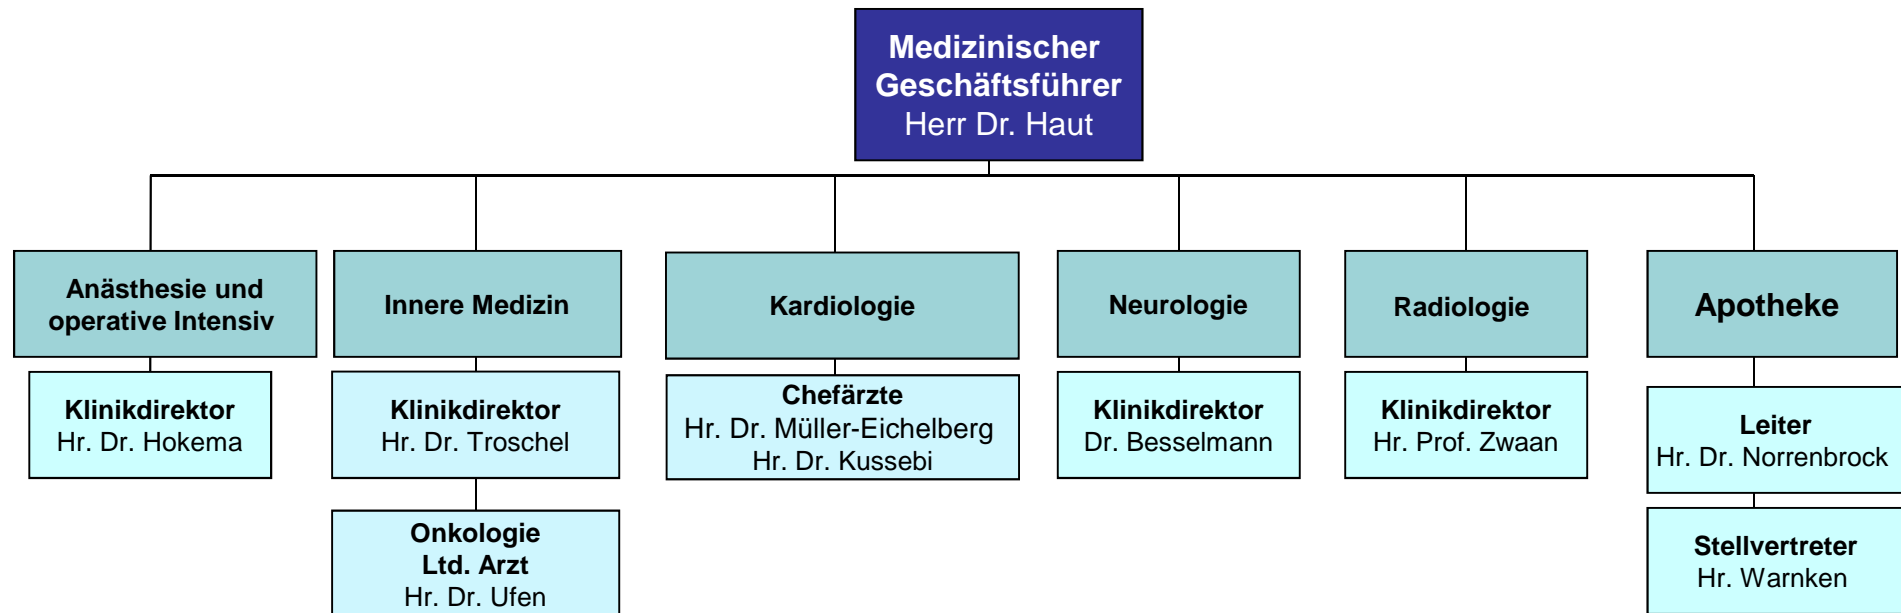 Medizinischer
Geschäftsführer
Herr Dr. Haut
Anästhesie und
operative Intensiv
Innere Medizin
Kardiologie
Neurologie
Radiologie
Apotheke
Klinikdirektor
Hr. Dr. Hokema
Klinikdirektor
Hr. Dr. Troschel
Chefärzte
Hr. Dr. Müller-Eichelberg
Hr. Dr. Kussebi
Klinikdirektor
Dr. Besselmann
Klinikdirektor
Hr. Prof. Zwaan
Leiter
Hr. Dr. Norrenbrock
Onkologie
Ltd. Arzt
Hr. Dr. Ufen
Stellvertreter
Hr. Warnken